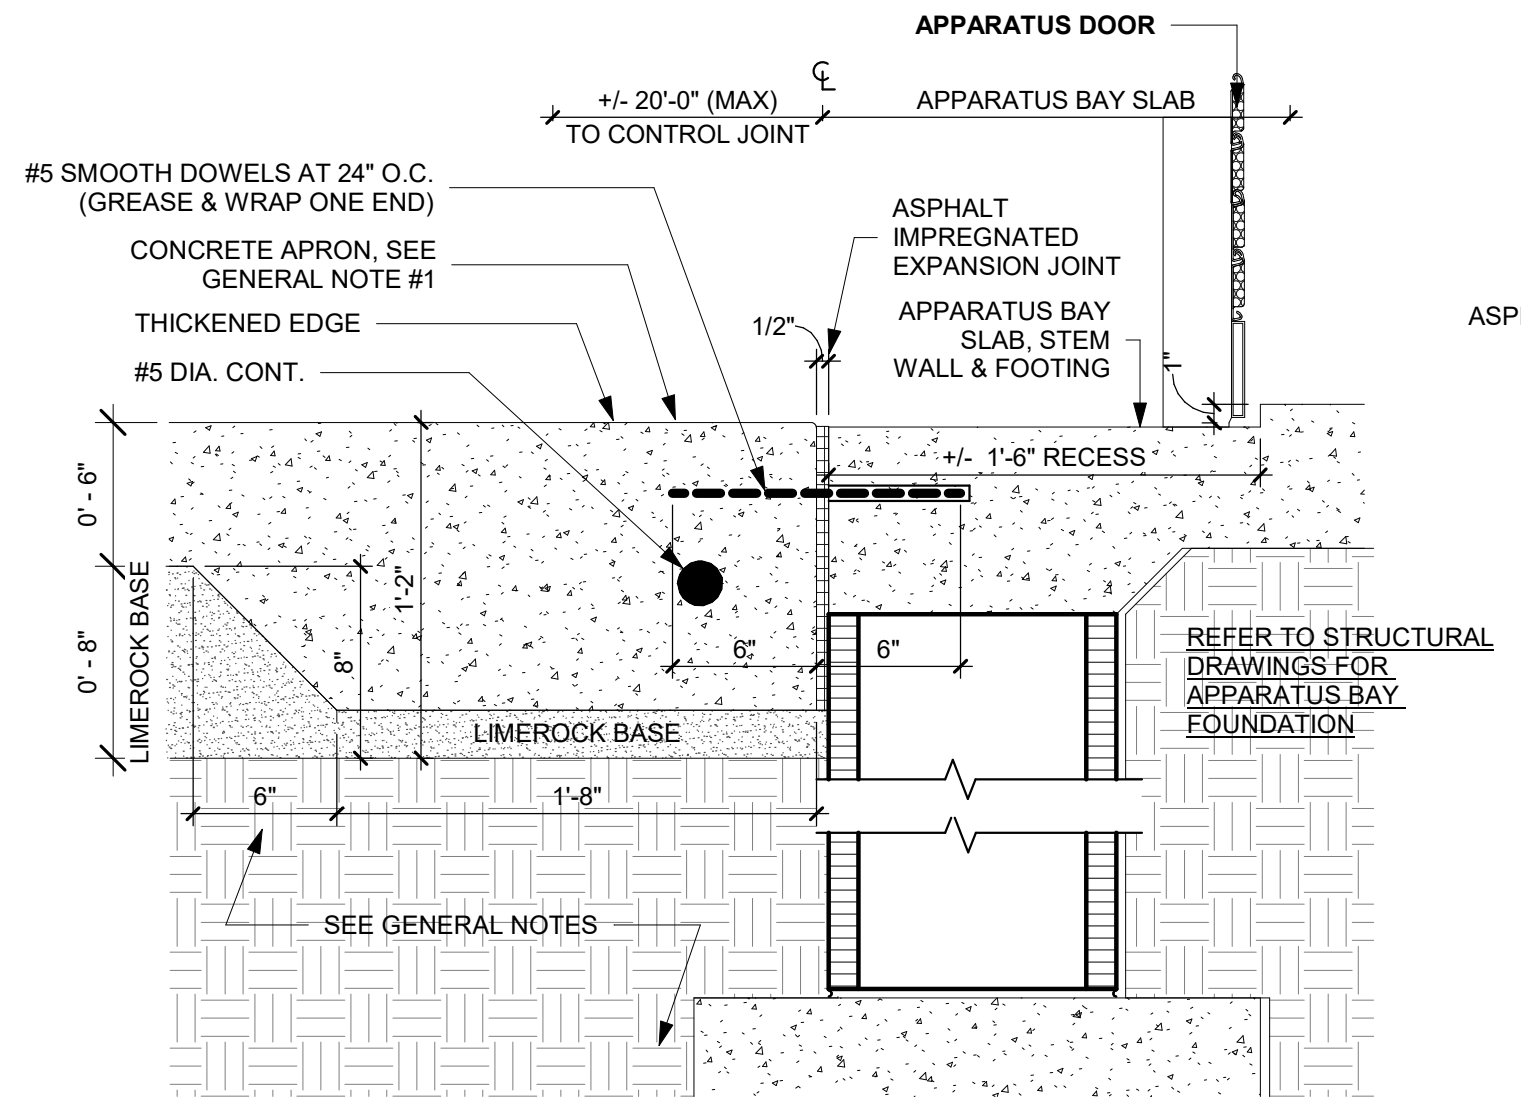 APPARATUS DOOR
℄
+/- 20'-0" (MAX)
TO CONTROL JOINT
APPARATUS BAY SLAB
#5 SMOOTH DOWELS AT 24" O.C.
(GREASE & WRAP ONE END)
CONCRETE APRON, SEE
GENERAL NOTE #1
THICKENED EDGE
#5 DIA. CONT.
ASPHALT
IMPREGNATED
EXPANSION JOINT
1/2"
APPARATUS BAY
SLAB, STEM
WALL & FOOTING
1"
ASP
+/- 1'-6" RECESS
0' - 6"
0' - 8"
LIMEROCK BASE
1'-2"
8"
6"
6"
REFER TO STRUCTURAL
DRAWINGS FOR
APPARATUS BAY
FOUNDATION
LIMEROCK BASE
6"
1'-8"
SEE GENERAL NOTES